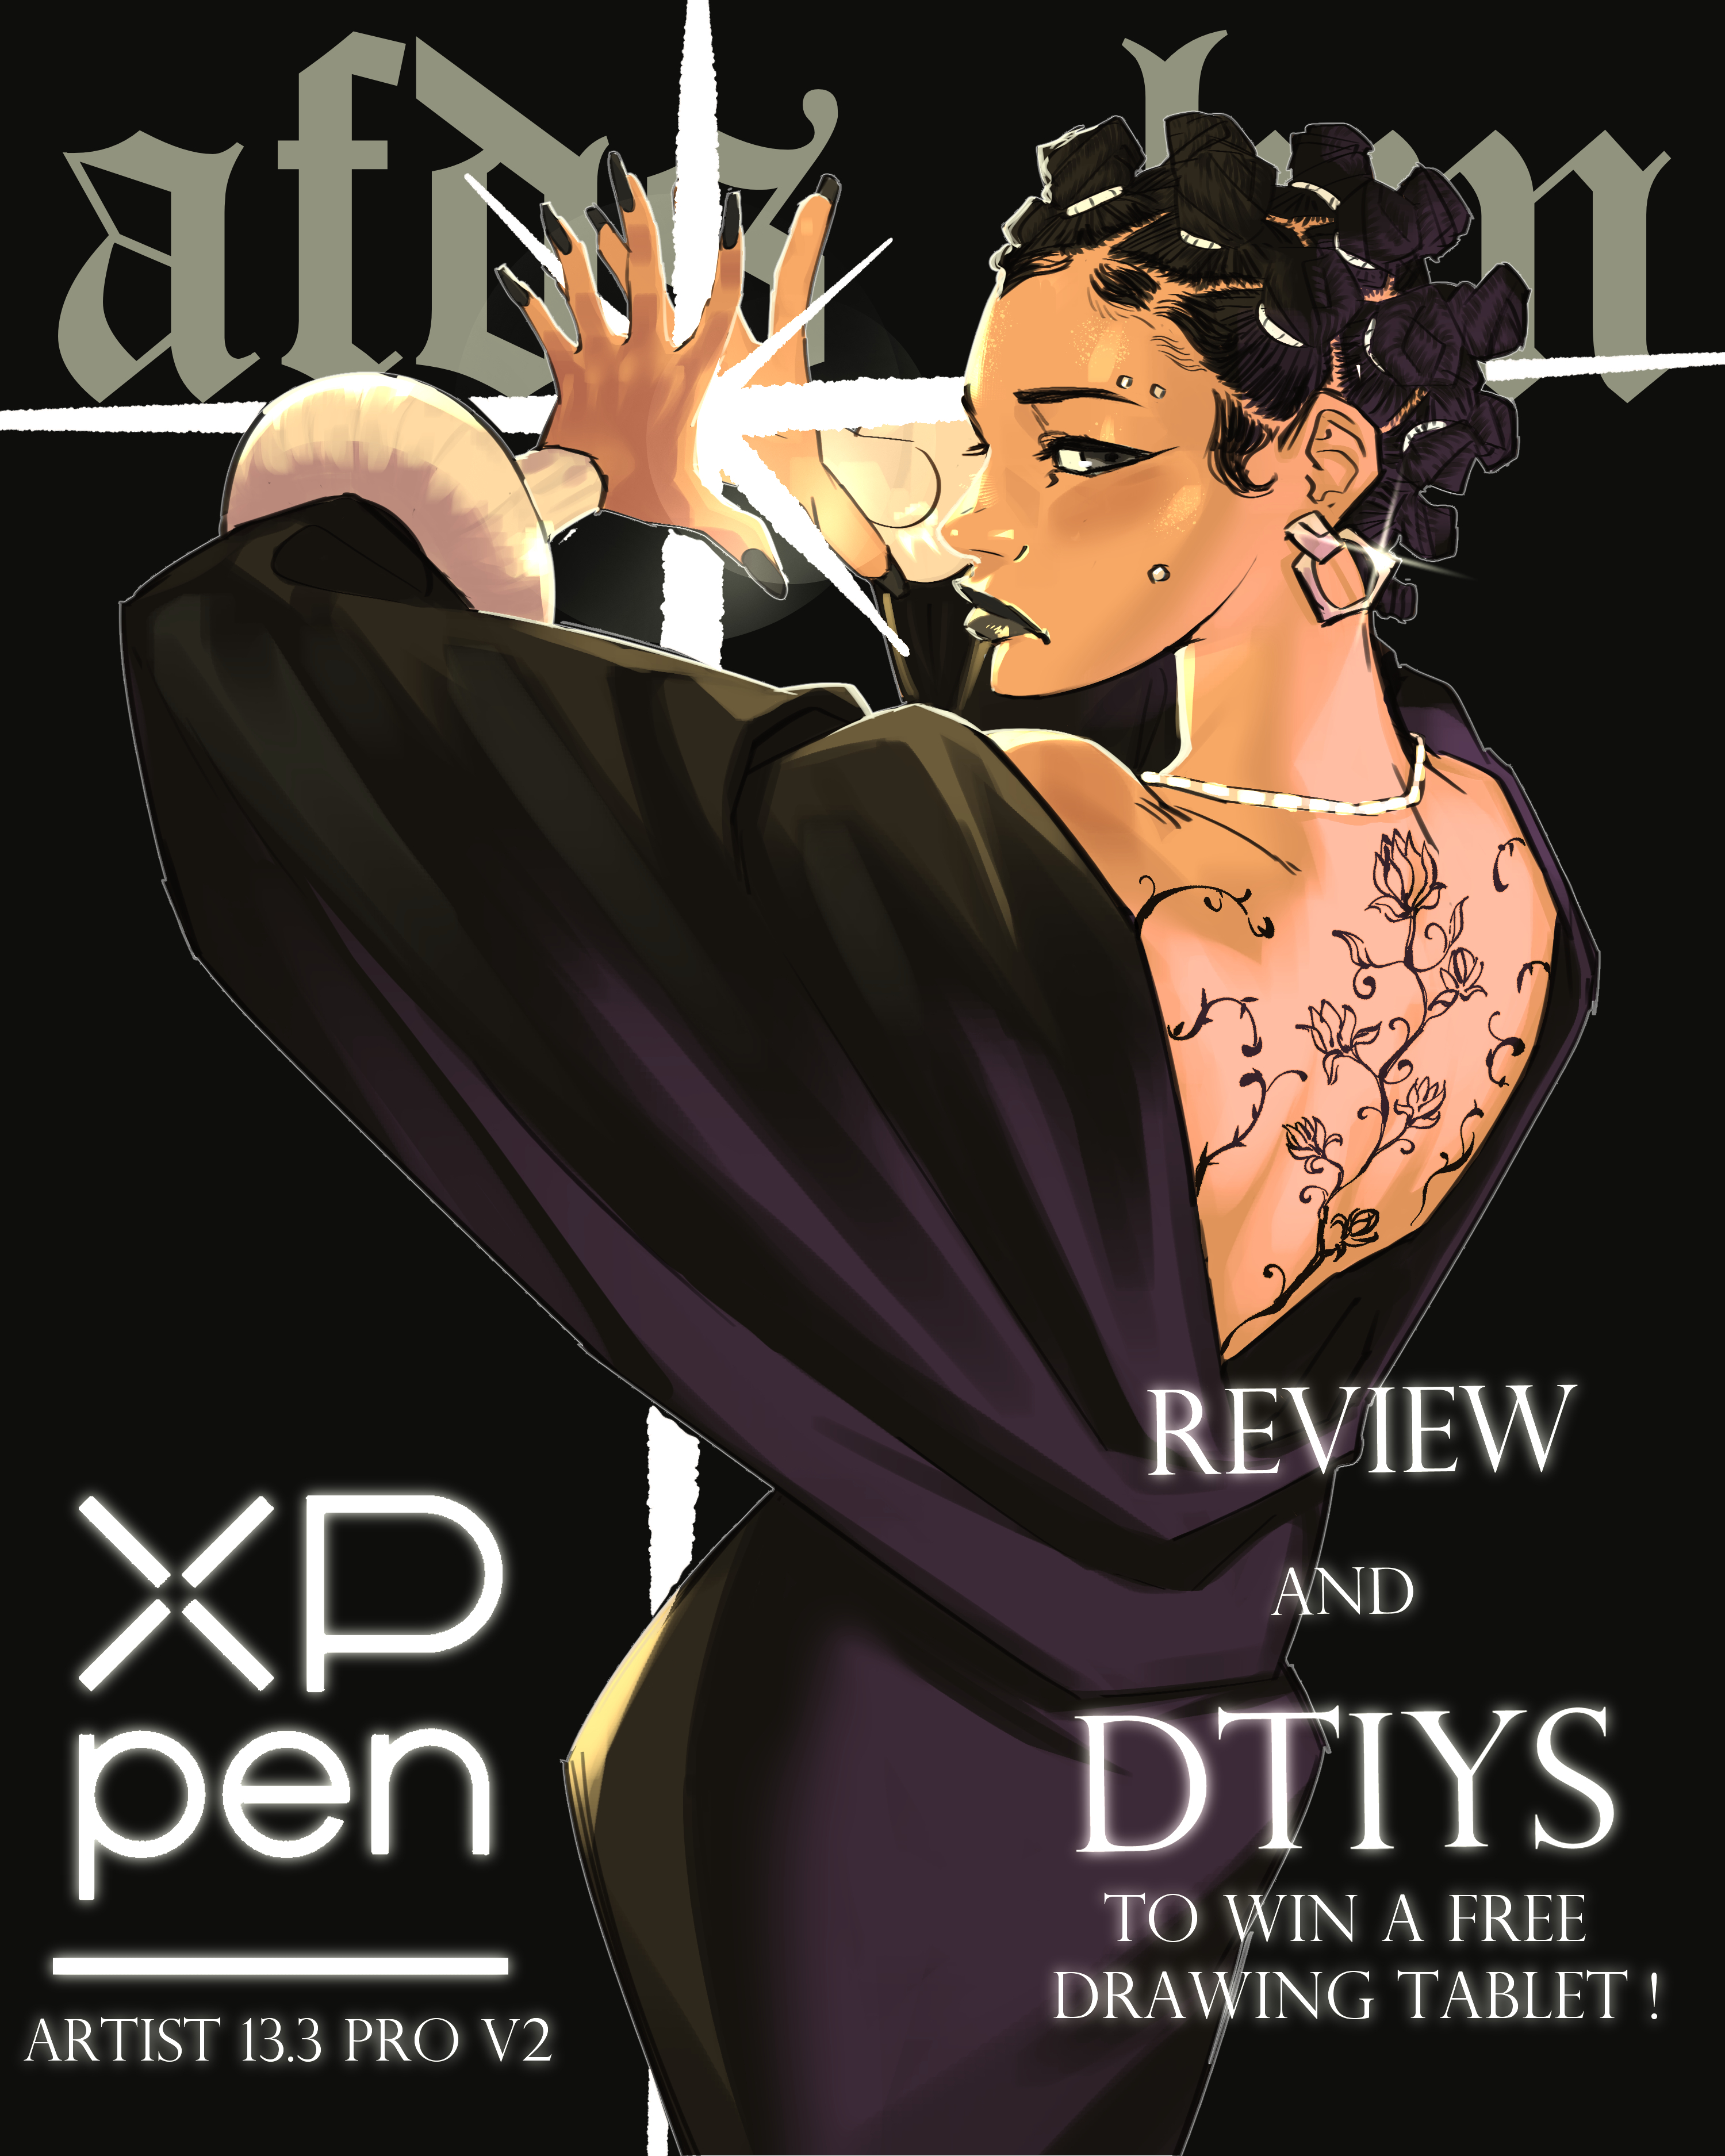 REVIEW
AND
DTIYS
TO WIN A FREE
DRAWING TABLET !
XP
pen
ARTIST 13.3 PRO V2